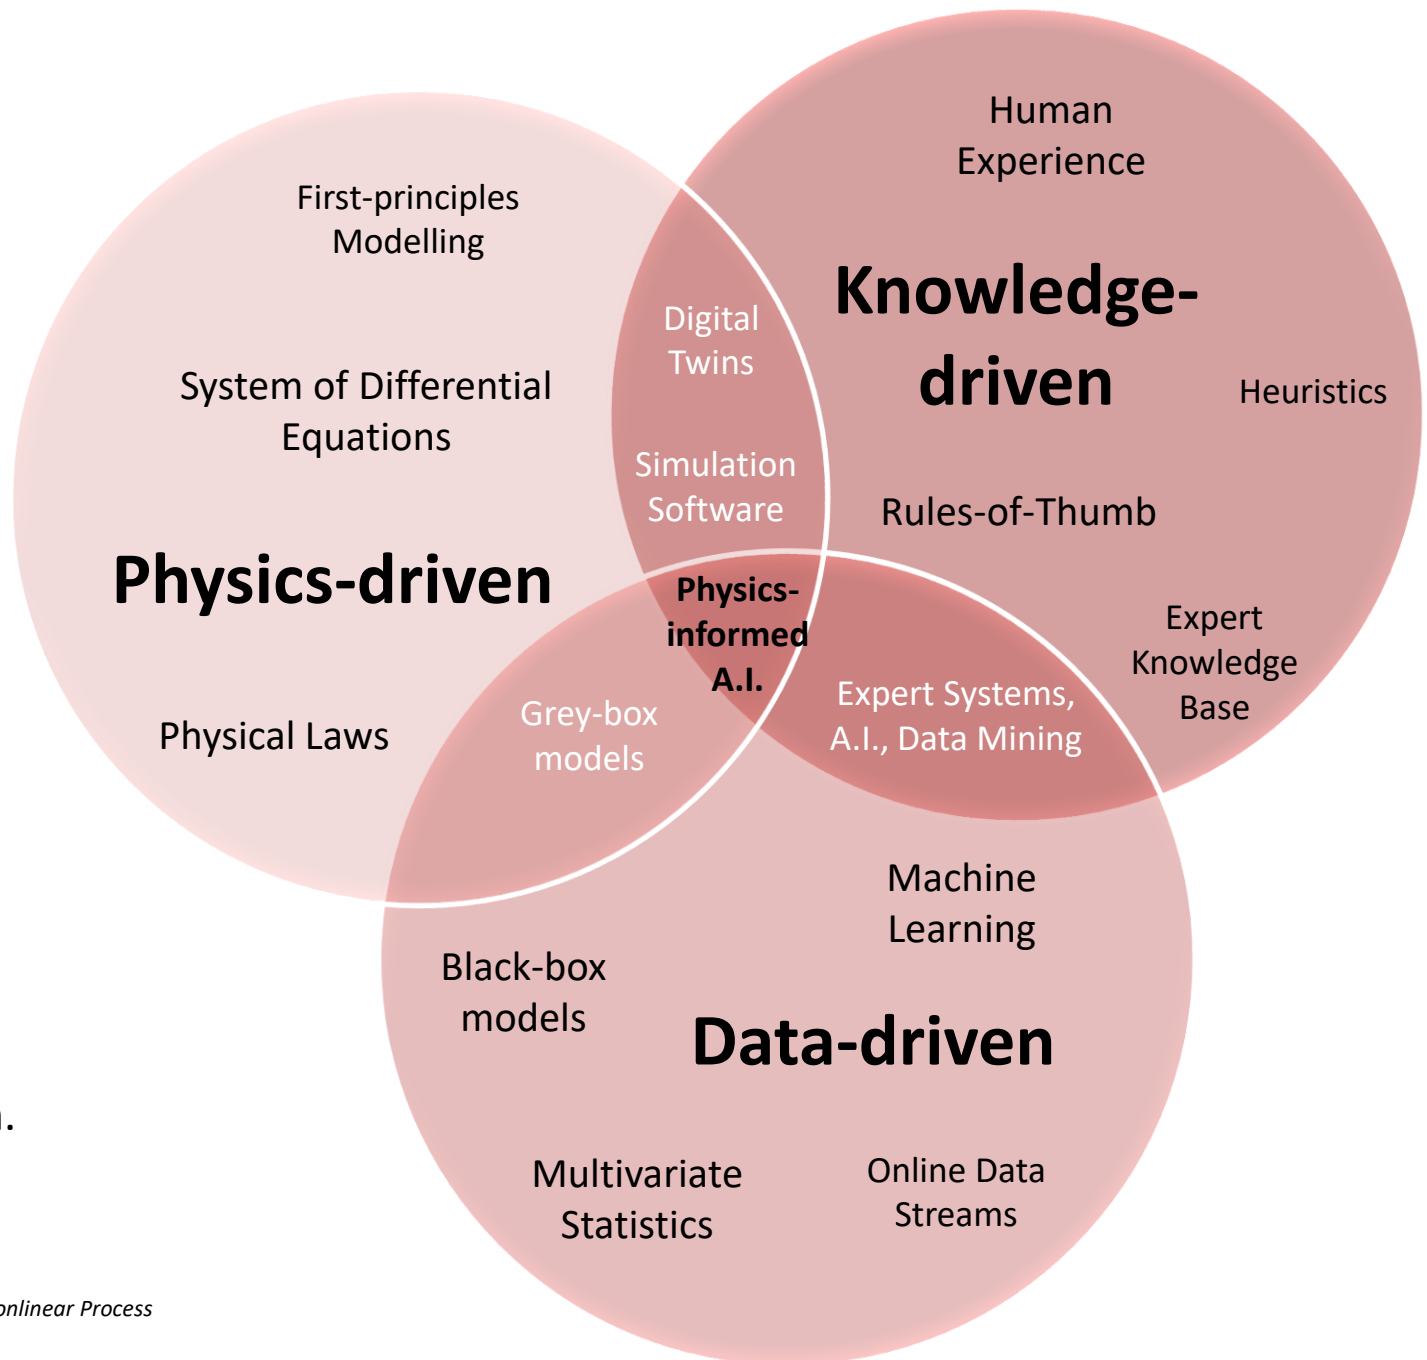 Human
Experience
First-principles
Modelling
Knowledge-
driven
Digital
Twins
System of Differential
Equations
Heuristics
Simulation
Software
Rules-of-Thumb
Physics-driven
Physics-
informed
A.I.
Expert
Knowledge
Base
Physical Laws
Grey-box
models
Expert Systems,
A.I., Data Mining
Machine
Learning
Black-box
models
Data-driven
Multivariate
Statistics
Online Data
Streams
Process